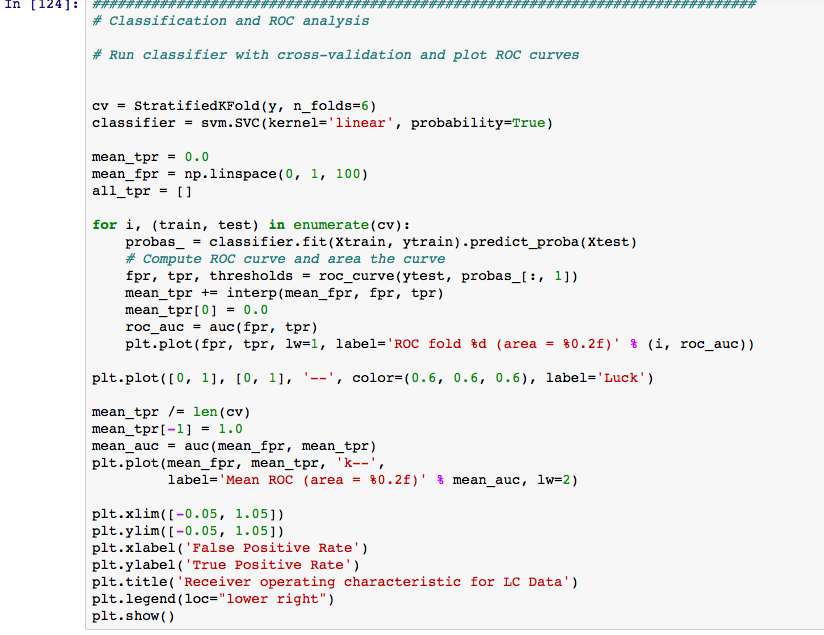 In [124]: ################################################################################
# Classification and ROC analysis
# Run classifier with cross-validation and plot ROC curves
cv = StratifiedKFold(y, n_folds=6)
classifier = svm.SVC(kernel='linear', probability=True)
mean_tpr = 0.0
mean_fpr = np.linspace(0, 1, 100)
all_tpr = []
for i, (train, test) in enumerate(cv):
    probas_ = classifier.fit(Xtrain, ytrain).predict_proba(Xtest)
    # Compute ROC curve and area the curve
    fpr, tpr, thresholds = roc_curve(ytest, probas_[:, 1])
    mean_tpr += interp(mean_fpr, fpr, tpr)
    mean_tpr[0] = 0.0
    roc_auc = auc(fpr, tpr)
    plt.plot(fpr, tpr, lw=1, label='ROC fold %d (area = %0.2f)' % (i, roc_auc))
plt.plot([0, 1], [0, 1], '--', color=(0.6, 0.6, 0.6), label='Luck')
mean_tpr /= len(cv)
mean_tpr[-1] = 1.0
mean_auc = auc(mean_fpr, mean_tpr)
plt.plot(mean_fpr, mean_tpr, 'k--',
         label='Mean ROC (area = %0.2f)' % mean_auc, lw=2)
plt.xlim([-0.05, 1.05])
plt.ylim([-0.05, 1.05])
plt.xlabel('False Positive Rate')
plt.ylabel('True Positive Rate')
plt.title('Receiver operating characteristic for LC Data')
plt.legend(loc="lower right")
plt.show()